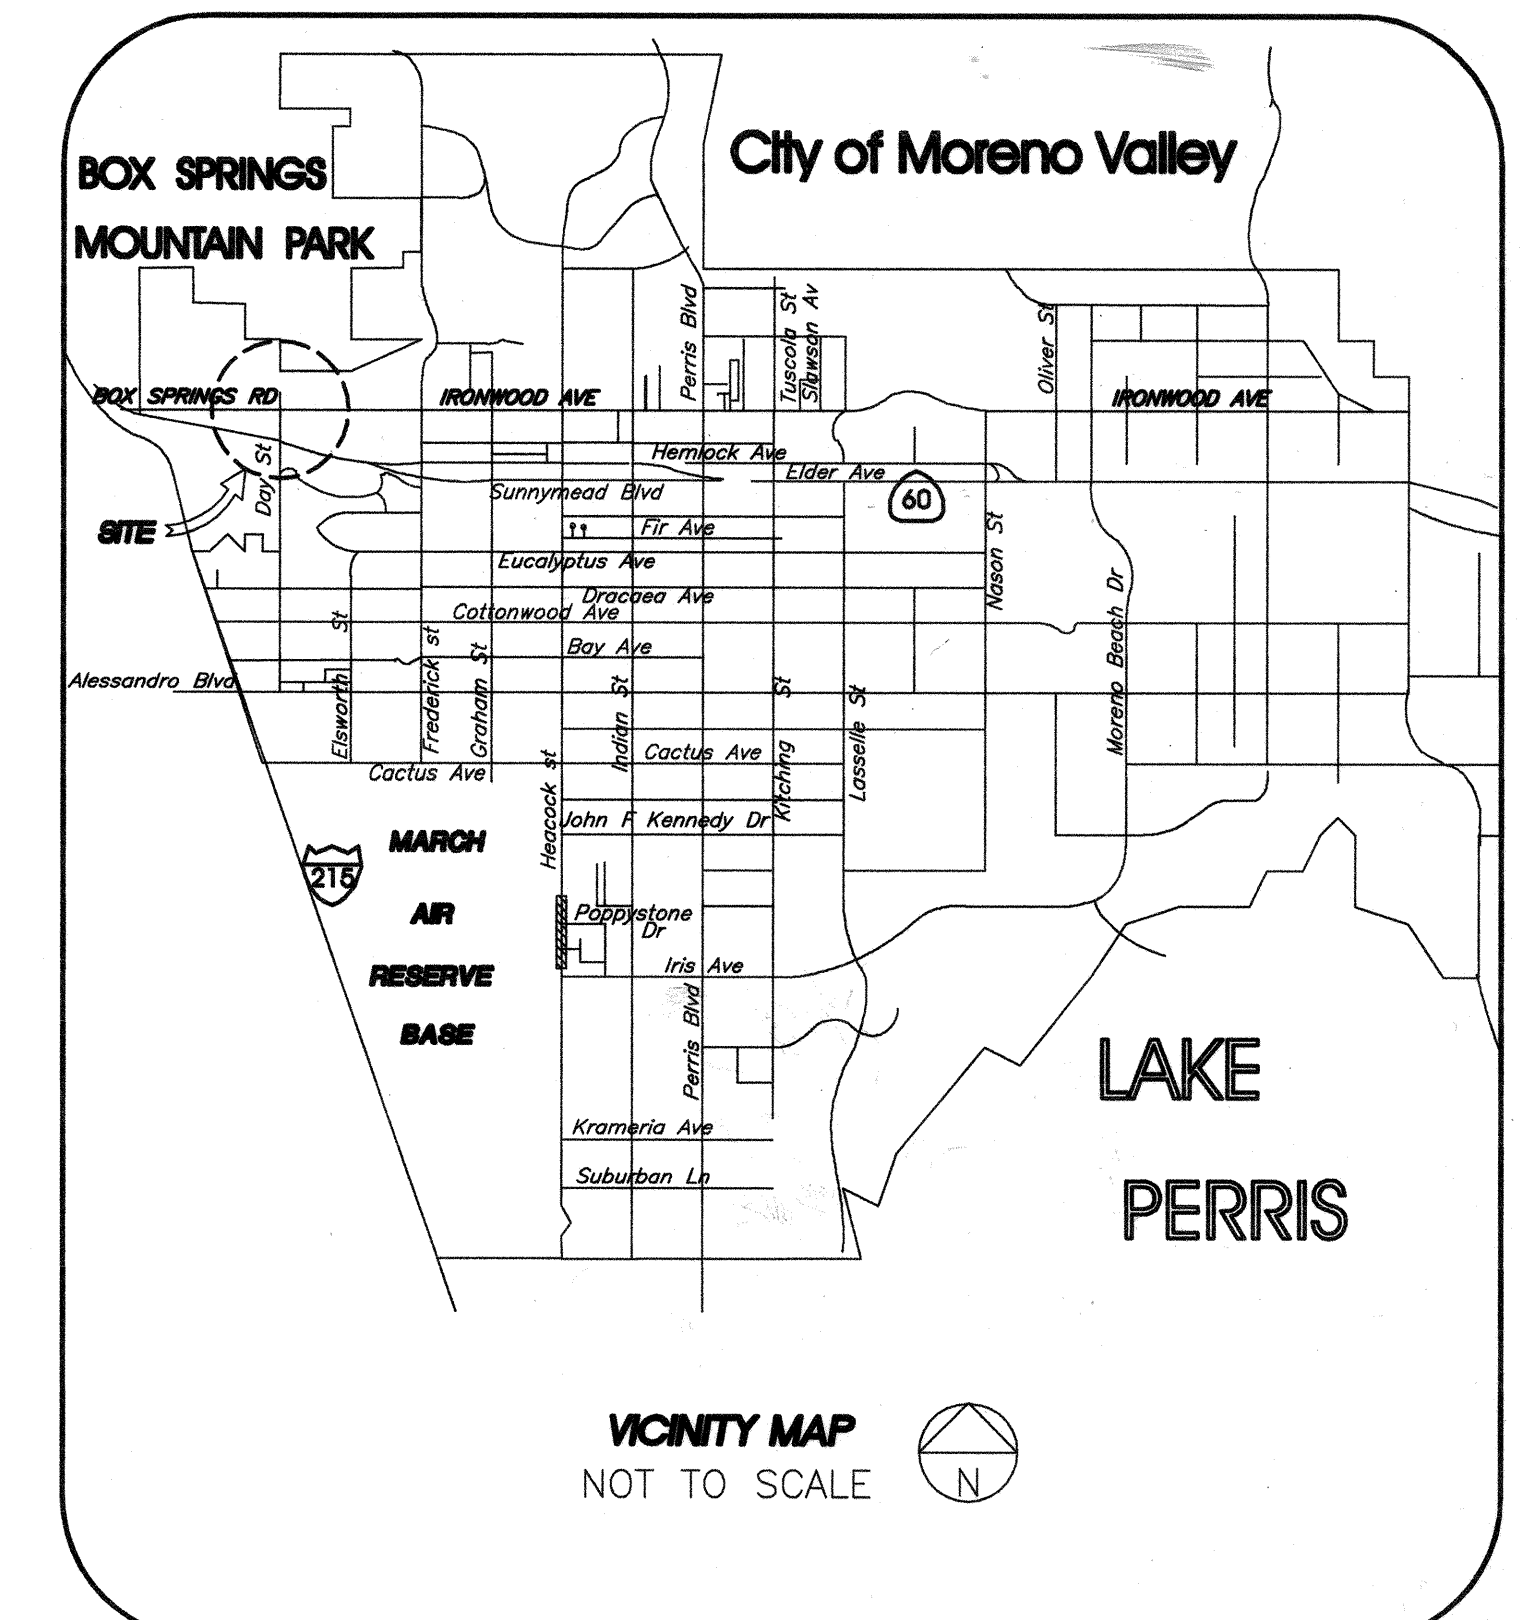 City of Moreno Valley
BOX SPRINGS
MOUNTAIN PARK
Perris Blvd
Tuscola St
Slawson Av
Oliver St
BOX SPRINGS RD
IRONWOOD AVE
IRONWOOD AVE
Hemlock Ave
Day St
Elder Ave
Sunnymead Blvd
60
SITE
Fir Ave
Nason St
Eucalyptus Ave
Dracaea Ave
Cottonwood Ave
Moreno Beach Dr
Elsworth St
Frederick st
Graham St
Bay Ave
Alessandro Blvd
Indian St
Kitching St
Lasselle St
Cactus Ave
Cactus Ave
Heacock st
John F Kennedy Dr
MARCH
AIR
RESERVE
BASE
215
Poppystone
Dr
Iris Ave
Perris Blvd
LAKE
PERRIS
Krameria Ave
Suburban Ln
VICINITY MAP
NOT TO SCALE
N